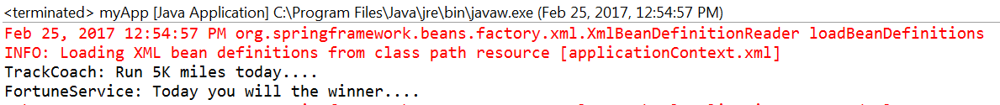 <terminated> myApp [Java Application] C:\Program Files\Java\jre\bin\javaw.exe (Feb 25, 2017, 12:54:57 PM)
Feb 25, 2017 12:54:57 PM org.springframework.beans.factory.xml.XmlBeanDefinitionReader loadBeanDefinitions
INFO: Loading XML bean definitions from class path resource [applicationContext.xml]
TrackCoach: Run 5K miles today....
FortuneService: Today you will the winner....